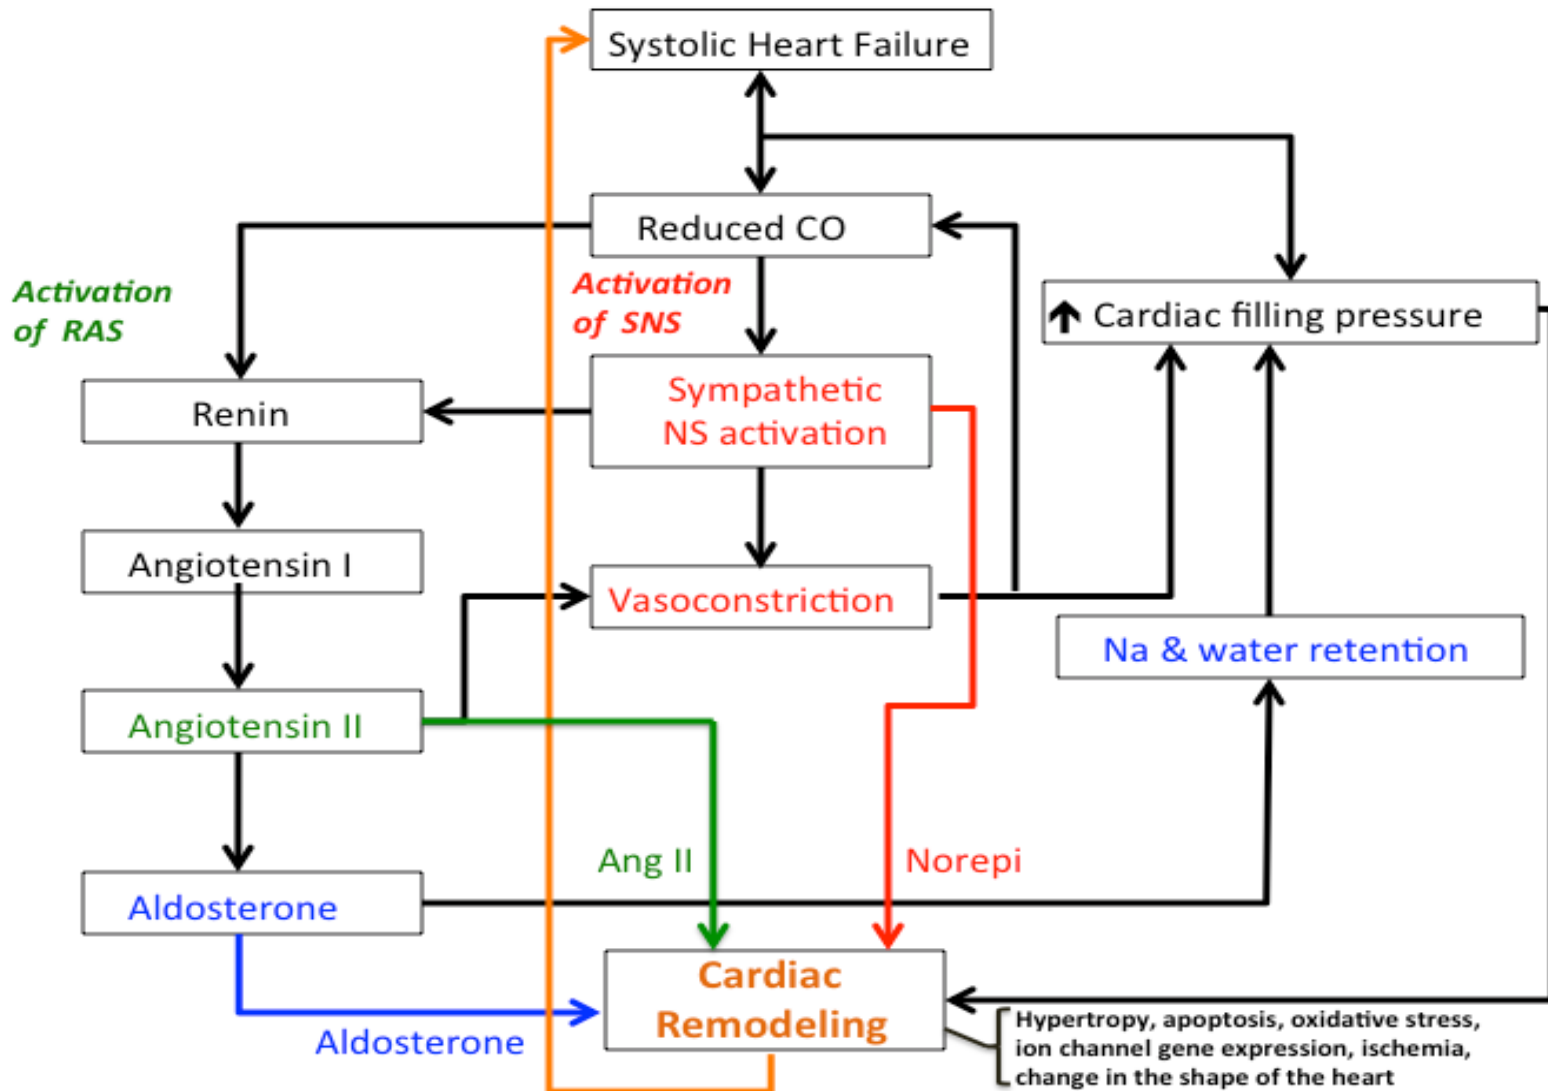 Systolic Heart Failure
Reduced CO
Activation
of RAS
Activation
of SNS
↑ Cardiac filling pressure
Renin
Sympathetic
NS activation
Angiotensin I
Vasoconstriction
Na & water retention
Angiotensin II
Ang II
Norepi
Aldosterone
Cardiac
Remodeling
Aldosterone
Hypertropy, apoptosis, oxidative stress,
ion channel gene expression, ischemia,
change in the shape of the heart